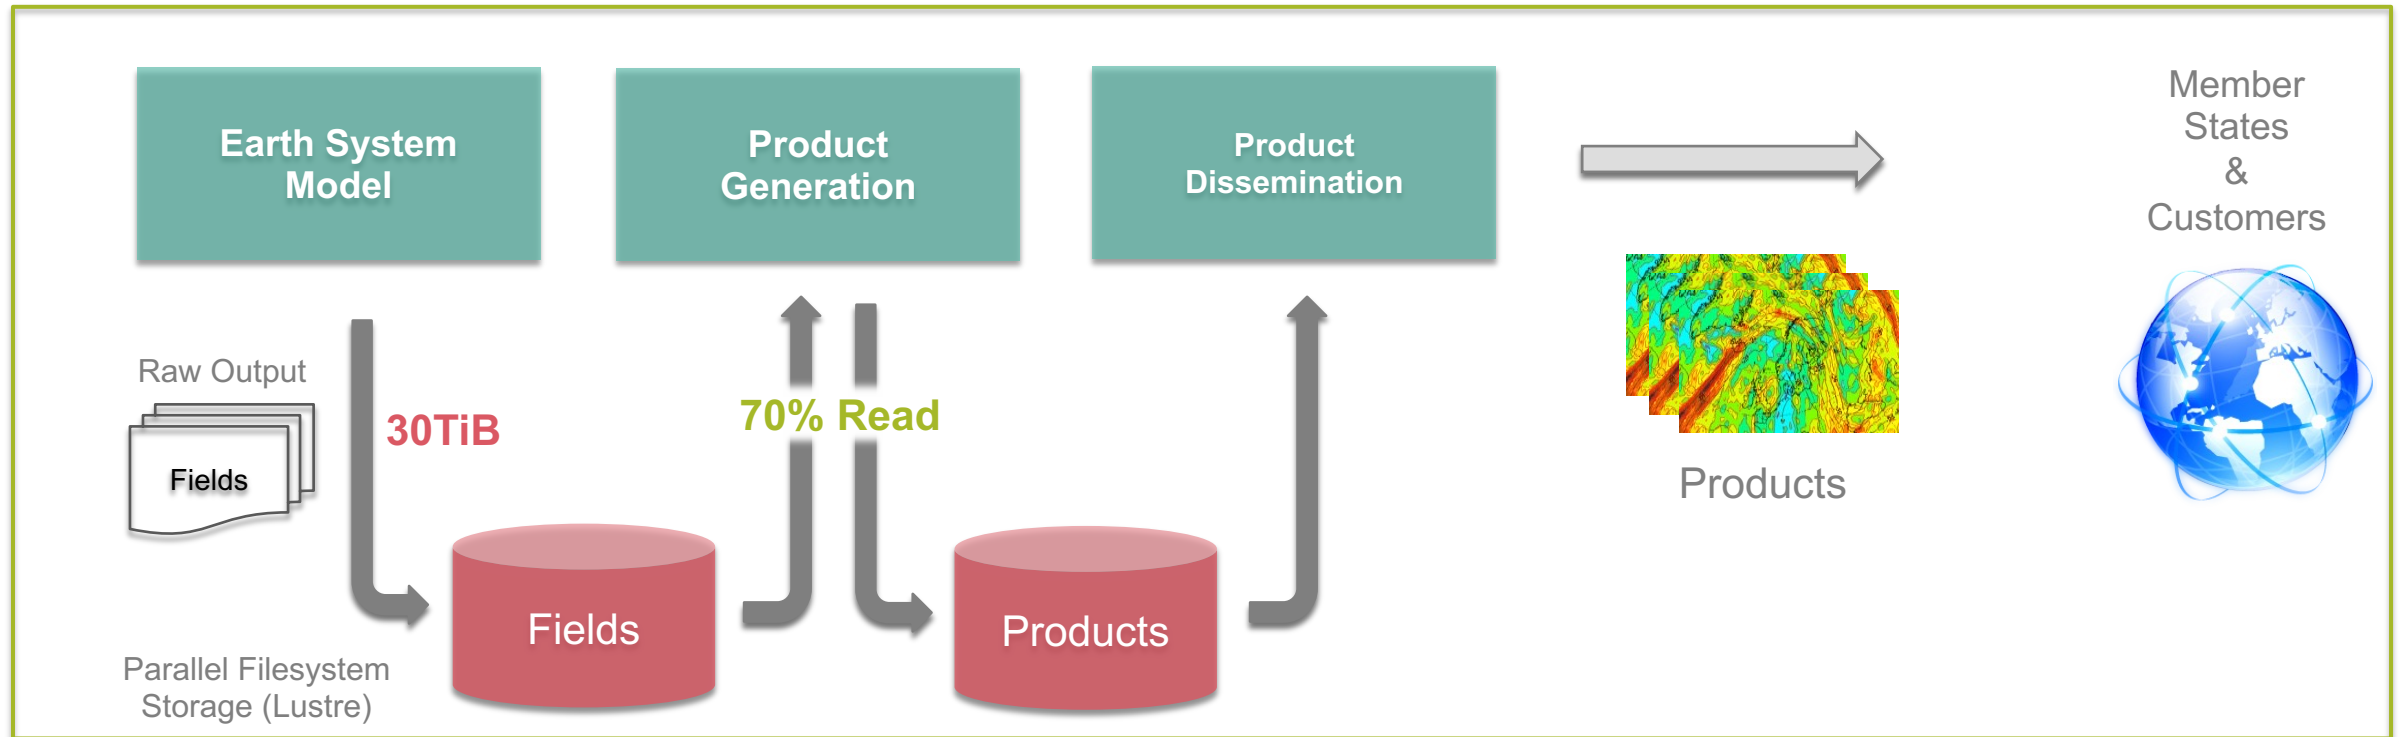 Earth System
Model
Product
Generation
Product
Dissemination
Member
States
&
Customers
Raw Output
Fields
30TiB
70% Read
Products
Fields
Products
Parallel Filesystem
Storage (Lustre)